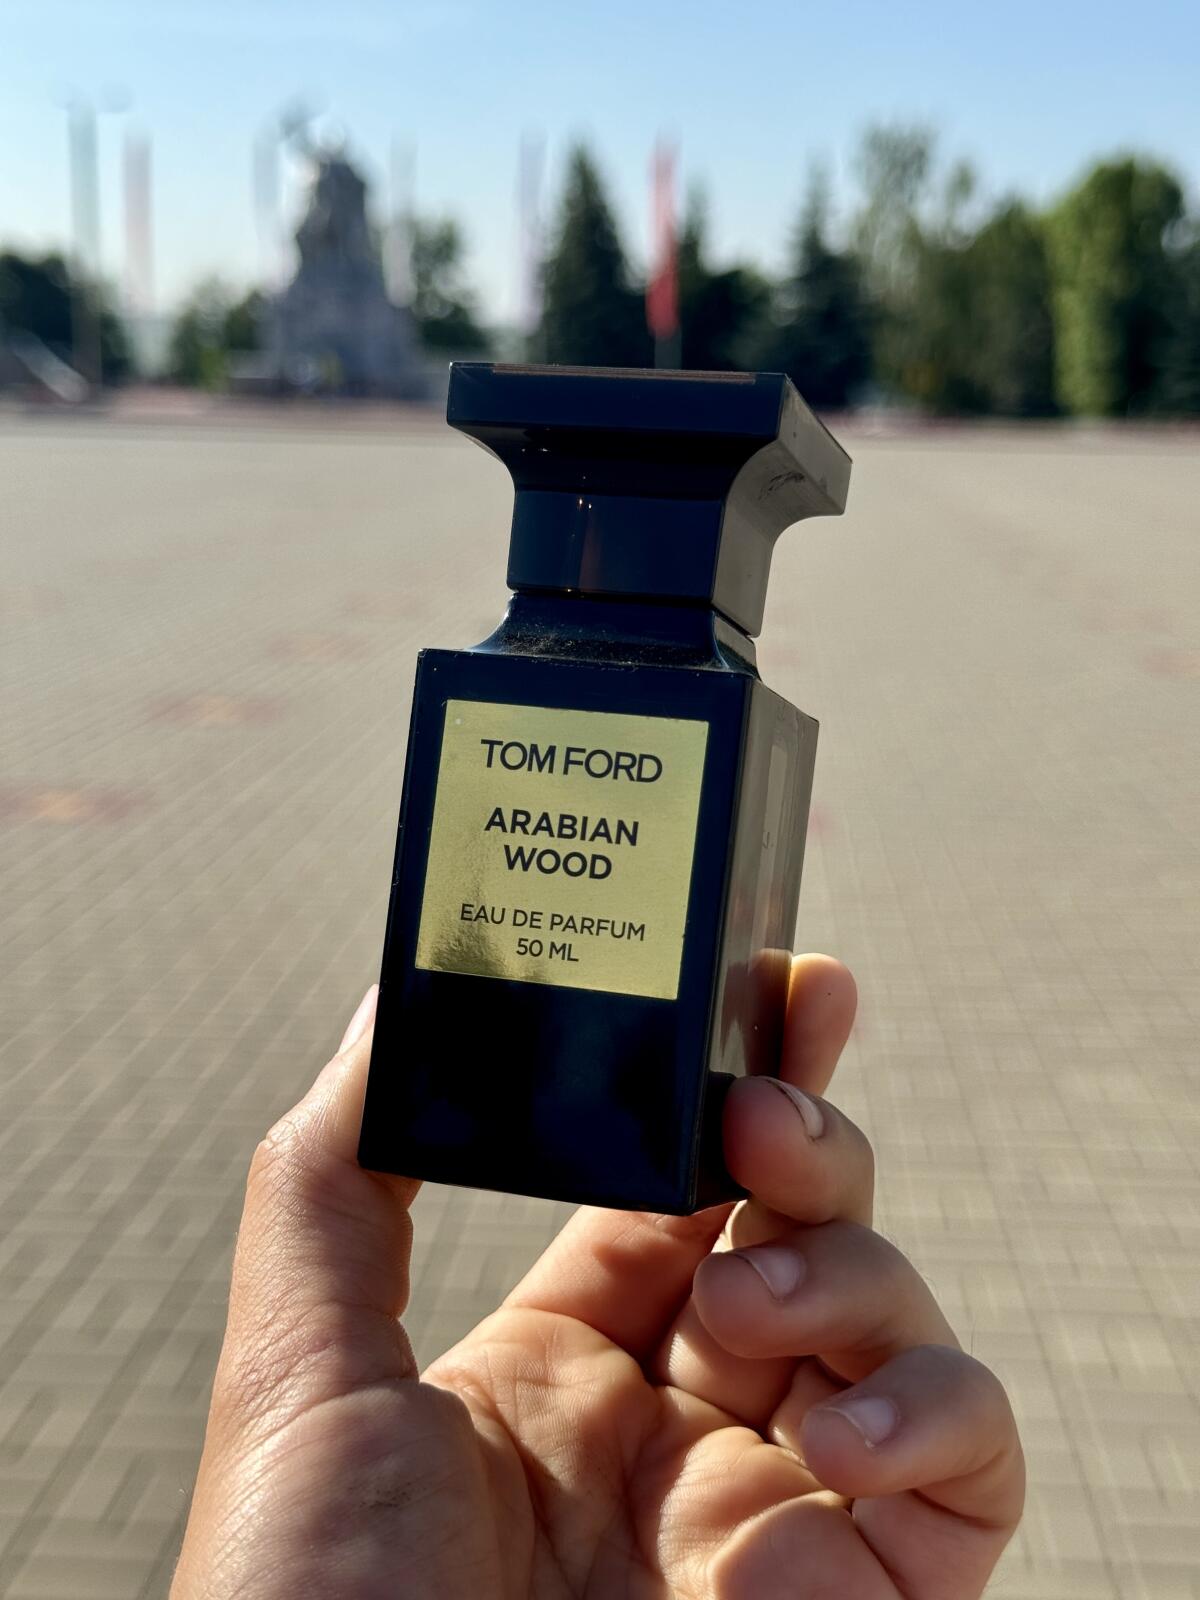 TOM FORD
ARABIAN
WOOD
EAU DE PARFUM
50 ML